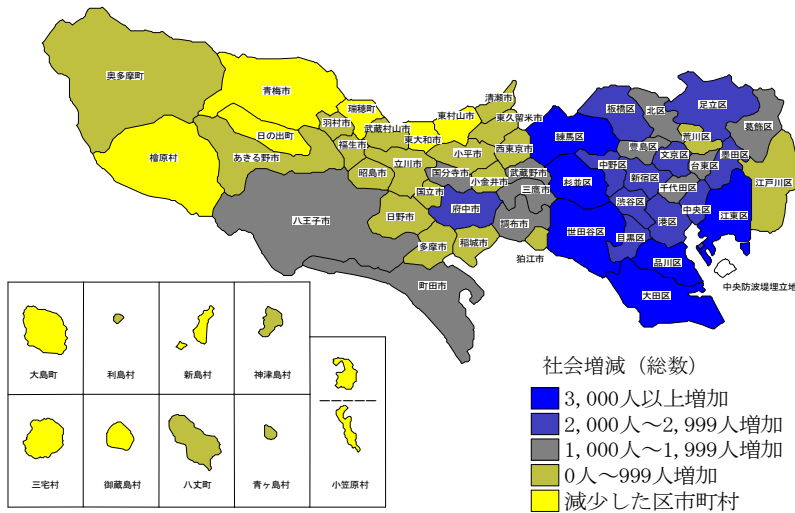 奥多摩町
青梅市
瑞穂町
東村山市
清瀬市
東久留米市
板橋区
北区
足立区
葛飾区
日の出町
羽村市
武蔵村山市
東大和市
練馬区
豊島区
荒川区
檜原村
あきる野市
福生市
立川市
小平市
西東京市
中野区
文京区
台東区
墨田区
昭島市
国分寺市
小金井市
武蔵野市
杉並区
新宿区
千代田区
江戸川区
国立市
三鷹市
渋谷区
中央区
八王子市
日野市
府中市
調布市
世田谷区
目黒区
港区
江東区
多摩市
稲城市
狛江市
品川区
町田市
大田区
中央防波堤埋立地
大島町
利島村
新島村
神津島村
三宅村
御蔵島村
八丈町
青ヶ島村
小笠原村
社会増減（総数）
3,000人以上増加
2,000人～2,999人増加
1,000人～1,999人増加
0人～999人増加
減少した区市町村